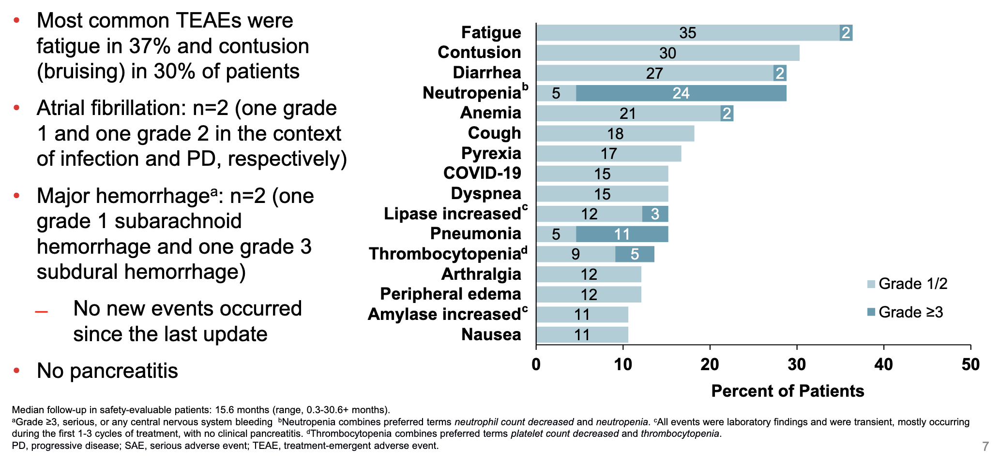 • Most common TEAEs were
fatigue in 37% and contusion
(bruising) in 30% of patients
• Atrial fibrillation: n=2 (one grade
1 and one grade 2 in the context
of infection and PD, respectively)
• Major hemorrhageᵃ: n=2 (one
grade 1 subarachnoid
hemorrhage and one grade 3
subdural hemorrhage)
– No new events occurred
since the last update
• No pancreatitis
Fatigue 35 2
Contusion 30
Diarrhea 27 2
Neutropeniaᵇ 5 24
Anemia 21 2
Cough 18
Pyrexia 17
COVID-19 15
Dyspnea 15
Lipase increasedᶜ 12 3
Pneumonia 5 11
Thrombocytopeniaᵈ 9 5
Arthralgia 12
Peripheral edema 12
Amylase increasedᶜ 11
Nausea 11
Grade 1/2
Grade ≥3
0 10 20 30 40 50
Percent of Patients
Median follow-up in safety-evaluable patients: 15.6 months (range, 0.3-30.6+ months).
ᵃGrade ≥3, serious, or any central nervous system bleeding ᵇNeutropenia combines preferred terms neutrophil count decreased and neutropenia. ᶜAll events were laboratory findings and were transient, mostly occurring
during the first 1-3 cycles of treatment, with no clinical pancreatitis. ᵈThrombocytopenia combines preferred terms platelet count decreased and thrombocytopenia.
PD, progressive disease; SAE, serious adverse event; TEAE, treatment-emergent adverse event.
7